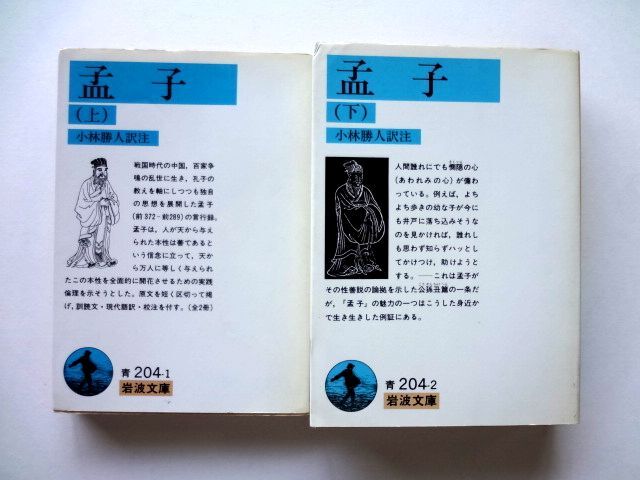 孟子
(上)
小林勝人訳注
戦国時代の中国，百家争
鳴の乱世に生き，孔子の
教えを軸にしつつも独自
の思想を展開した孟子
(前372-前289)の言行録。
孟子は，人が天から与え
られた本性は善であると
いう信念に立って，天か
ら万人に等しく与えられ
たこの本性を全面的に開花させるための実践
倫理を示そうとした。原文を短く区切って掲
げ，訓読文・現代語訳・校注を付す。(全2冊)
青204-1
岩波文庫
孟子
(下)
小林勝人訳注
人間誰れにでも惻隠の心
(あわれみの心)が備わ
っている。例えば，よち
よち歩きの幼な子が今に
も井戸に落ち込みそうな
のを見かければ，誰れし
も思わず知らずハッとし
てかけつけ，助けようと
する。──これは孟子が
その性善説の論拠を示した公孫丑篇の一条だ
が，「孟子」の魅力の一つはこうした身近か
で生き生きした例証にある。
青204-2
岩波文庫